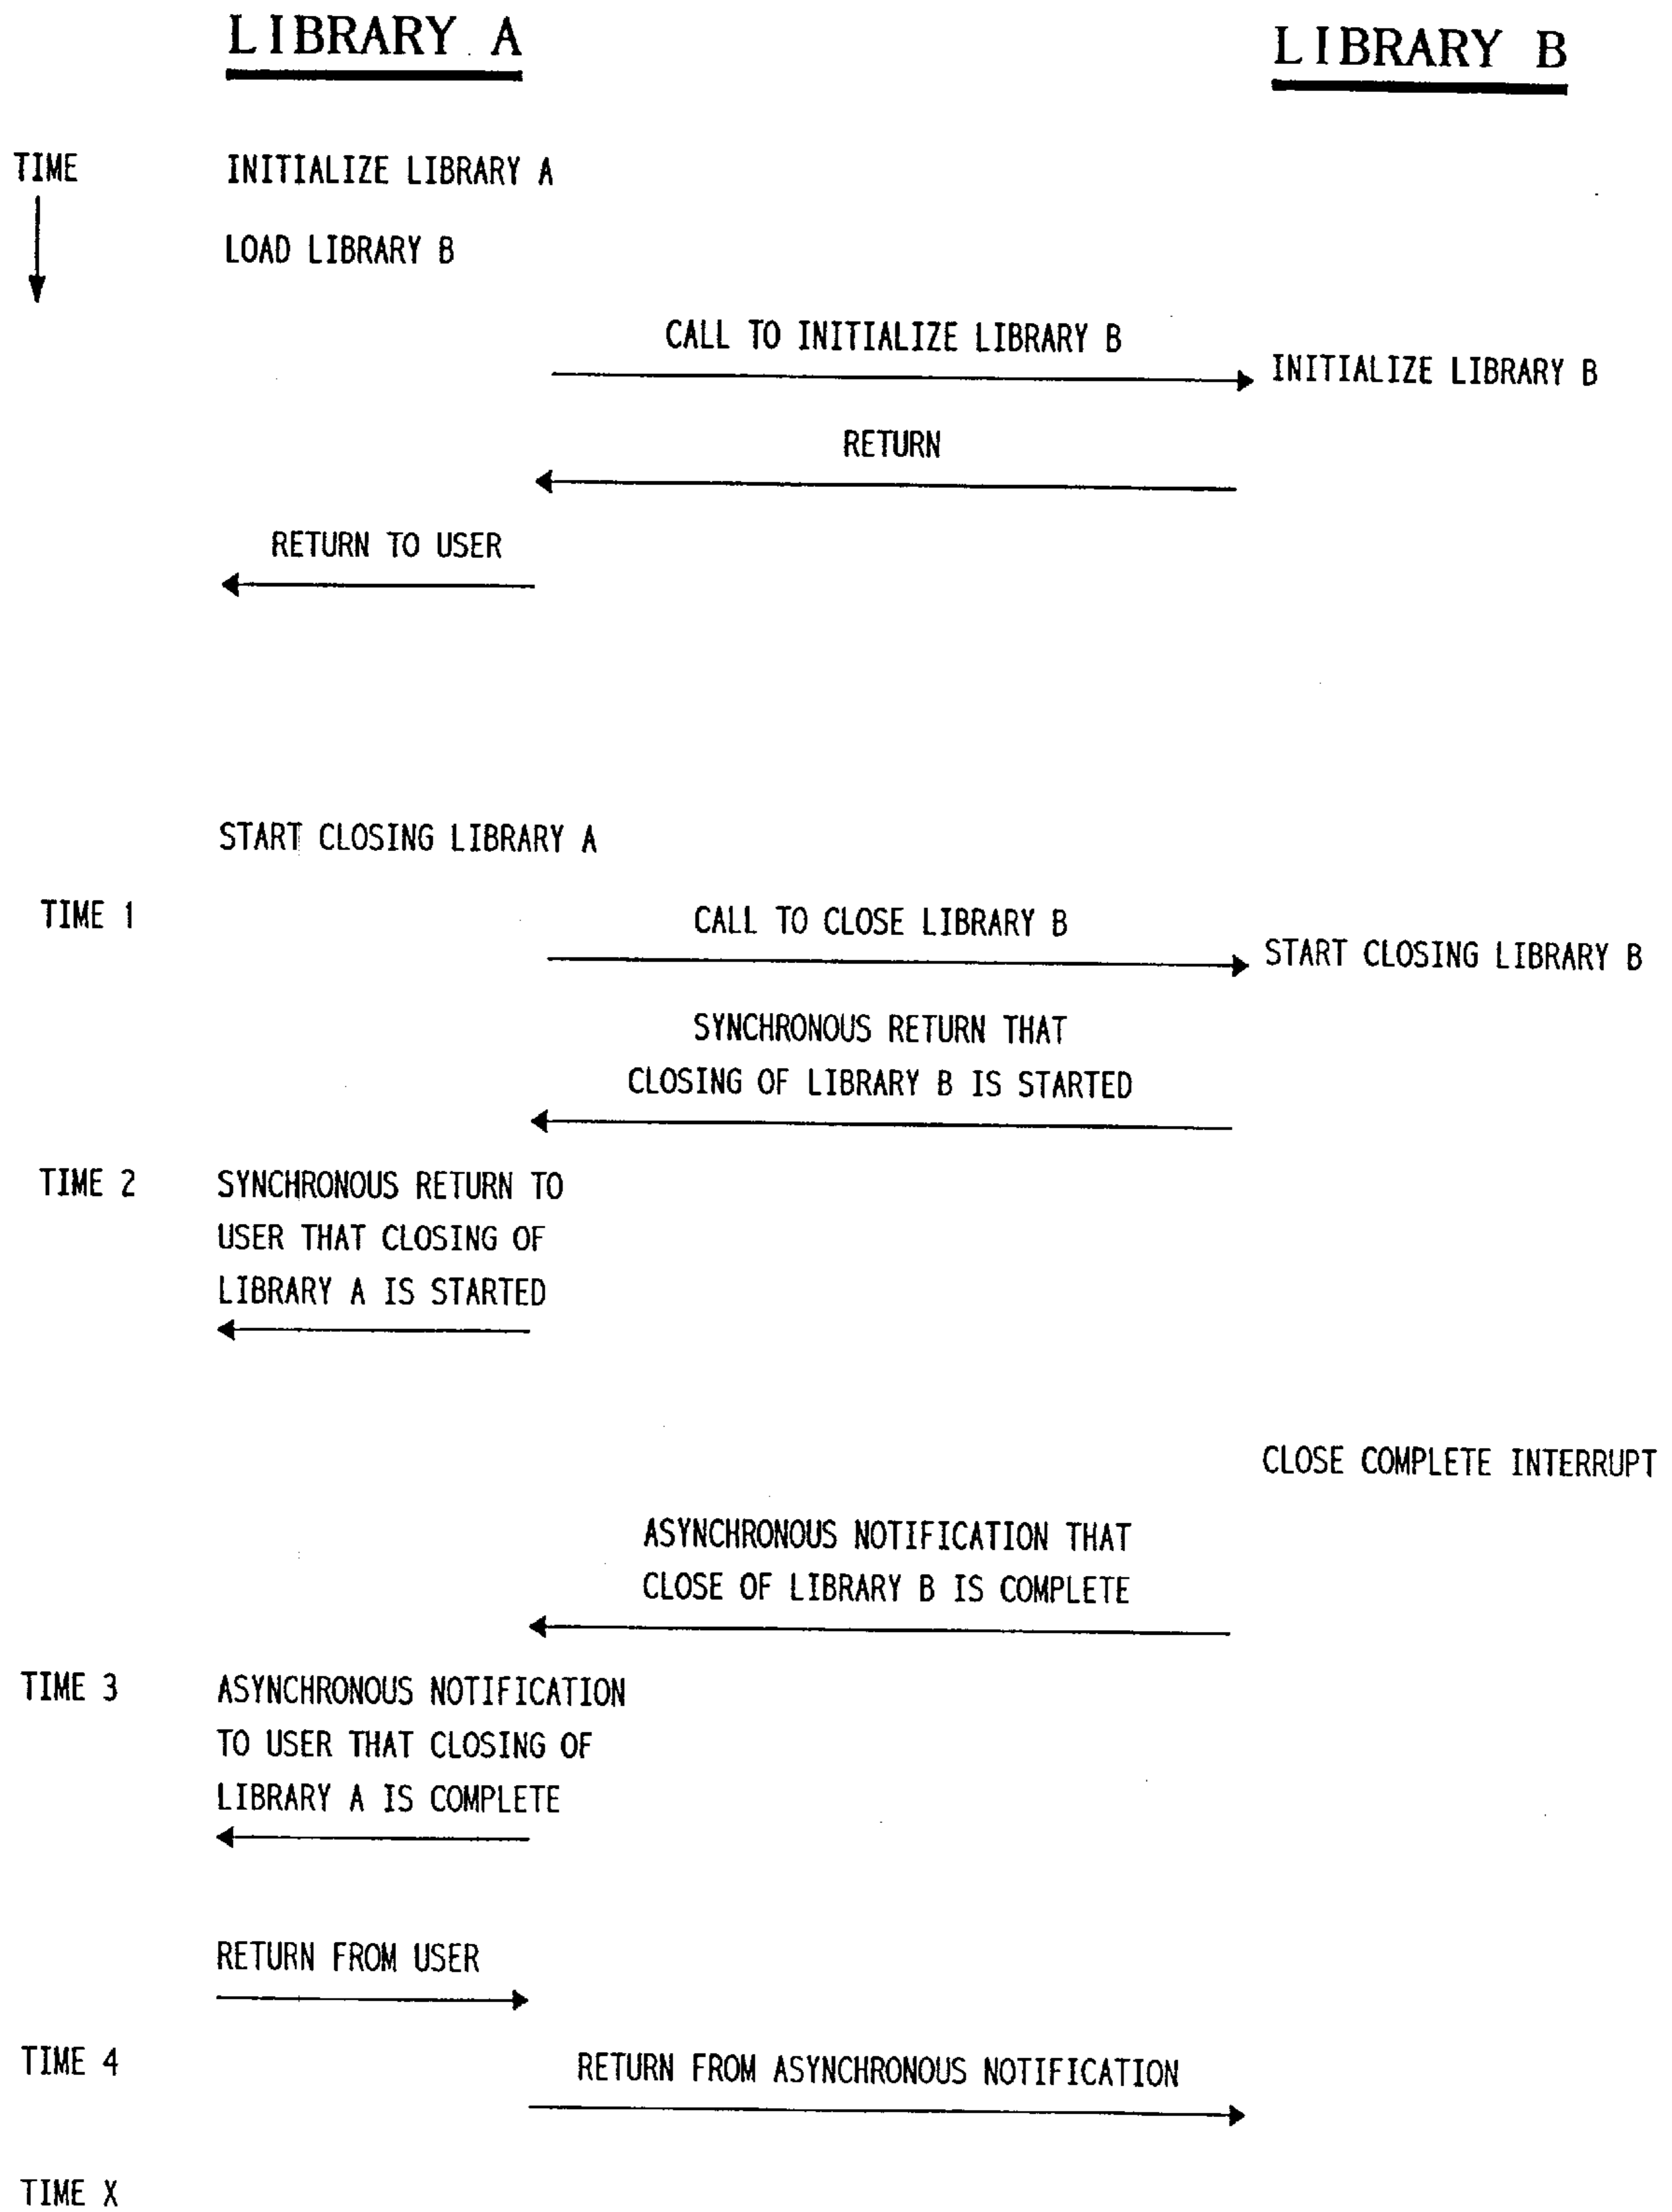 LIBRARY A
LIBRARY B
TIME
INITIALIZE LIBRARY A
LOAD LIBRARY B
CALL TO INITIALIZE LIBRARY B
INITIALIZE LIBRARY B
RETURN
RETURN TO USER
START CLOSING LIBRARY A
TIME 1
CALL TO CLOSE LIBRARY B
START CLOSING LIBRARY B
SYNCHRONOUS RETURN THAT
CLOSING OF LIBRARY B IS STARTED
TIME 2
SYNCHRONOUS RETURN TO
USER THAT CLOSING OF
LIBRARY A IS STARTED
CLOSE COMPLETE INTERRUPT
ASYNCHRONOUS NOTIFICATION THAT
CLOSE OF LIBRARY B IS COMPLETE
TIME 3
ASYNCHRONOUS NOTIFICATION
TO USER THAT CLOSING OF
LIBRARY A IS COMPLETE
RETURN FROM USER
TIME 4
RETURN FROM ASYNCHRONOUS NOTIFICATION
TIME X